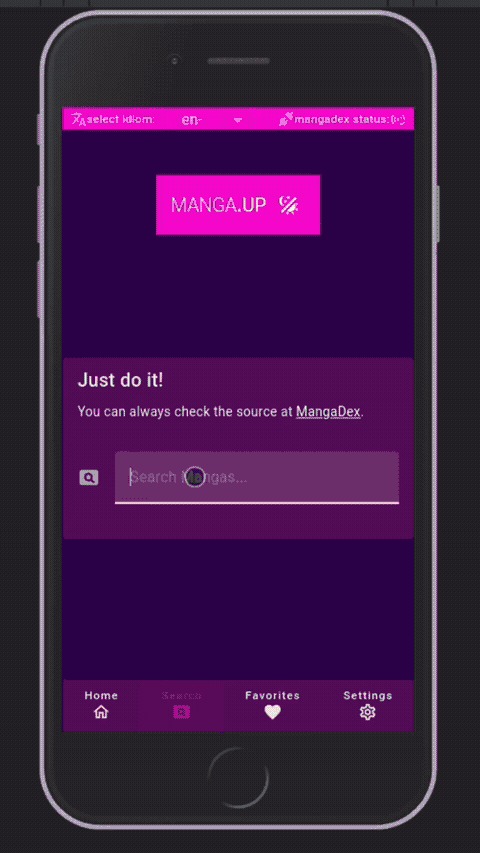 select idiom: en- mangadex status:
MANGA.UP
Just do it!
You can always check the source at MangaDex.
Search Mangas...
Home Search Favorites Settings